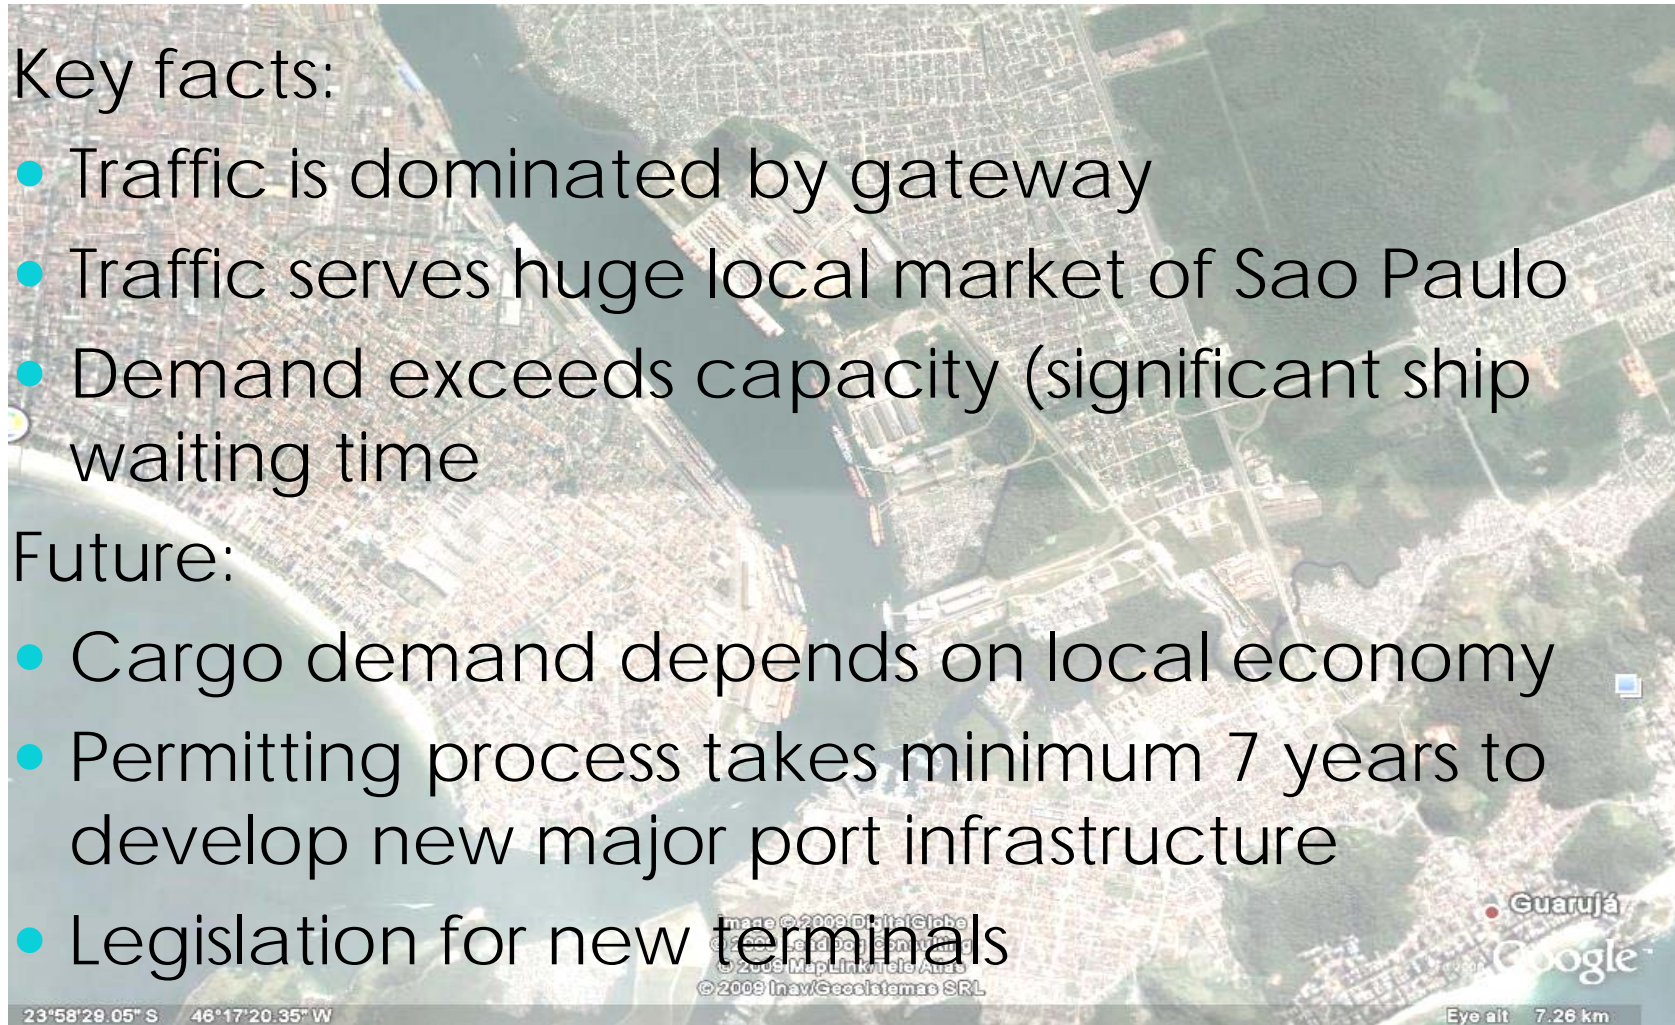 Key facts:
• Traffic is dominated by gateway
• Traffic serves huge local market of Sao Paulo
• Demand exceeds capacity (significant ship
waiting time
Future:
• Cargo demand depends on local economy
• Permitting process takes minimum 7 years to
develop new major port infrastructure
• Legislation for new terminals
Guarujá
Image © 2009 DigitalGlobe
© 2009 LeadDog Consulting
© 2009 MapLink/Tele Atlas
© 2009 Inav/Geosistemas SRL
Google
23°58'29.05" S 46°17'20.35" W
Eye alt 7.26 km